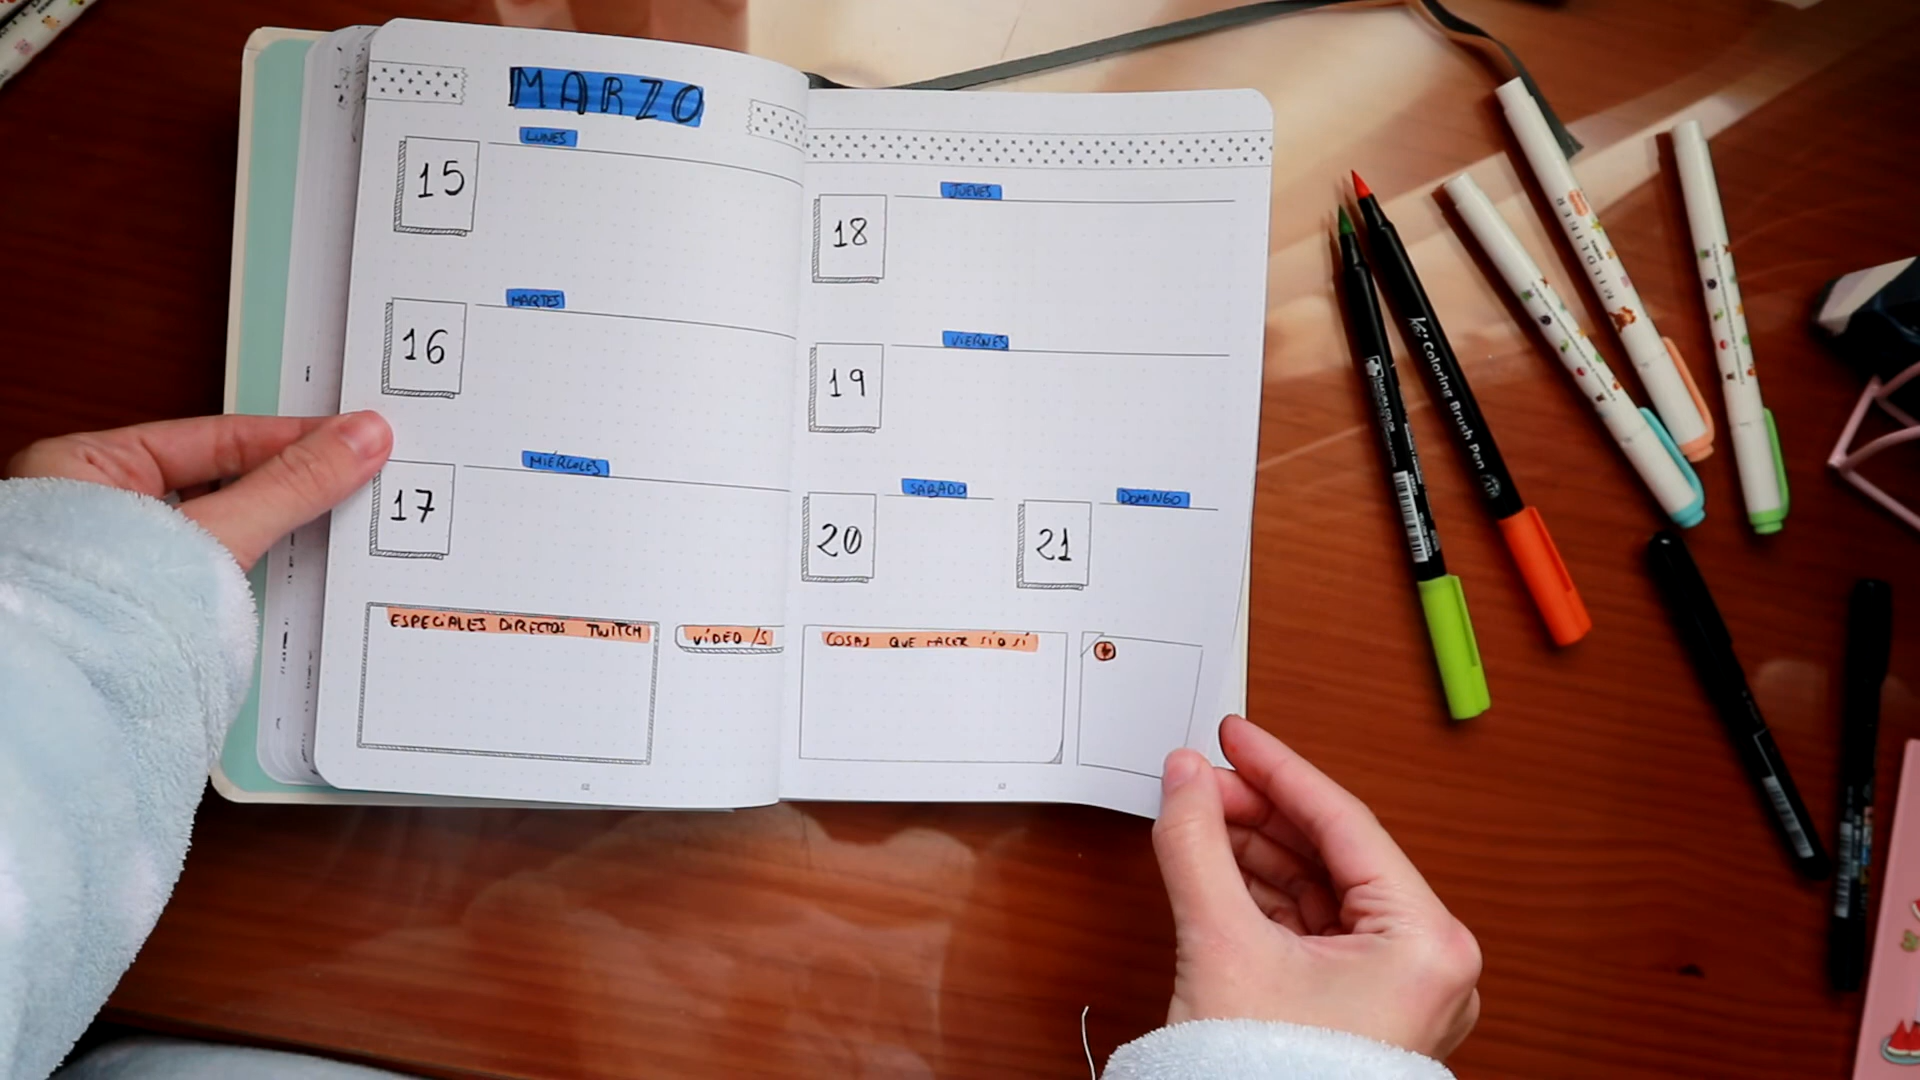 MARZO
LUNES
15
MARTES
16
MIÉRCOLES
17
ESPECIALES DIRECTOS TWITCH
VÍDEO/S
JUEVES
18
VIERNES
19
SÁBADO
20
DOMINGO
21
COSAS QUE HACER SÍ O SÍ
Coloring Brush Pen
MILDLINER